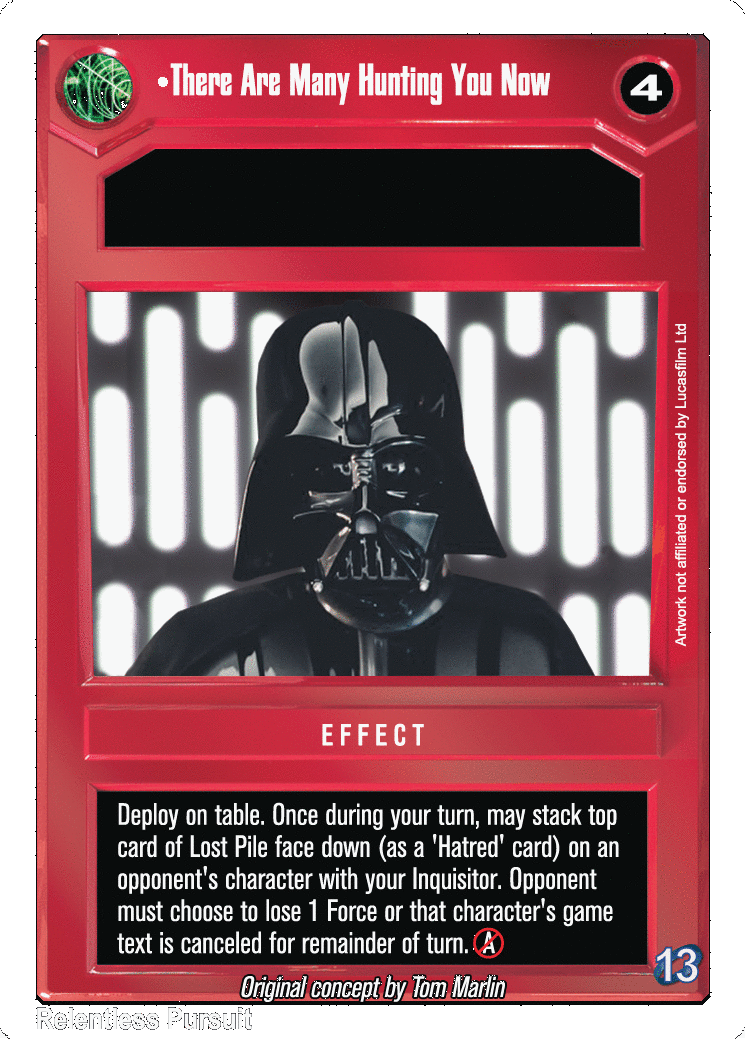 •There Are Many Hunting You Now
4
Artwork not affiliated or endorsed by Lucasfilm Ltd
EFFECT
Deploy on table. Once during your turn, may stack top
card of Lost Pile face down (as a 'Hatred' card) on an
opponent's character with your Inquisitor. Opponent
must choose to lose 1 Force or that character's game
text is canceled for remainder of turn. A
13
Original concept by Tom Marlin
Relentless Pursuit